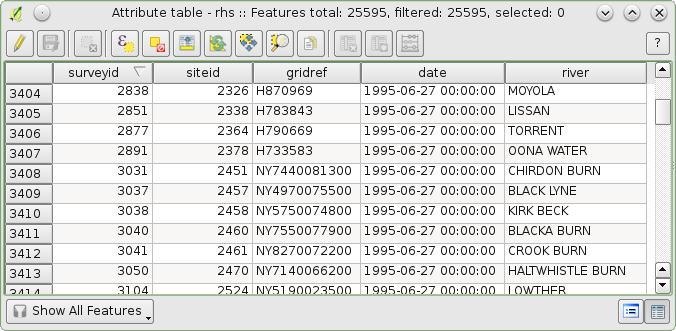 Attribute table - rhs :: Features total: 25595, filtered: 25595, selected: 0
?
surveyid siteid gridref date river
3404 2838 2326 H870969 1995-06-27 00:00:00 MOYOLA
3405 2851 2338 H783843 1995-06-27 00:00:00 LISSAN
3406 2877 2364 H790669 1995-06-27 00:00:00 TORRENT
3407 2891 2378 H733583 1995-06-27 00:00:00 OONA WATER
3408 3031 2451 NY7440081300 1995-06-27 00:00:00 CHIRDON BURN
3409 3037 2457 NY4970075500 1995-06-27 00:00:00 BLACK LYNE
3410 3038 2458 NY5750074800 1995-06-27 00:00:00 KIRK BECK
3411 3040 2460 NY7550077900 1995-06-27 00:00:00 BLACKA BURN
3412 3041 2461 NY8270072200 1995-06-27 00:00:00 CROOK BURN
3413 3050 2470 NY7140066200 1995-06-27 00:00:00 HALTWHISTLE BURN
3414 3104 2524 NY5190023500 1995-06-27 00:00:00 LOWTHER
Show All Features